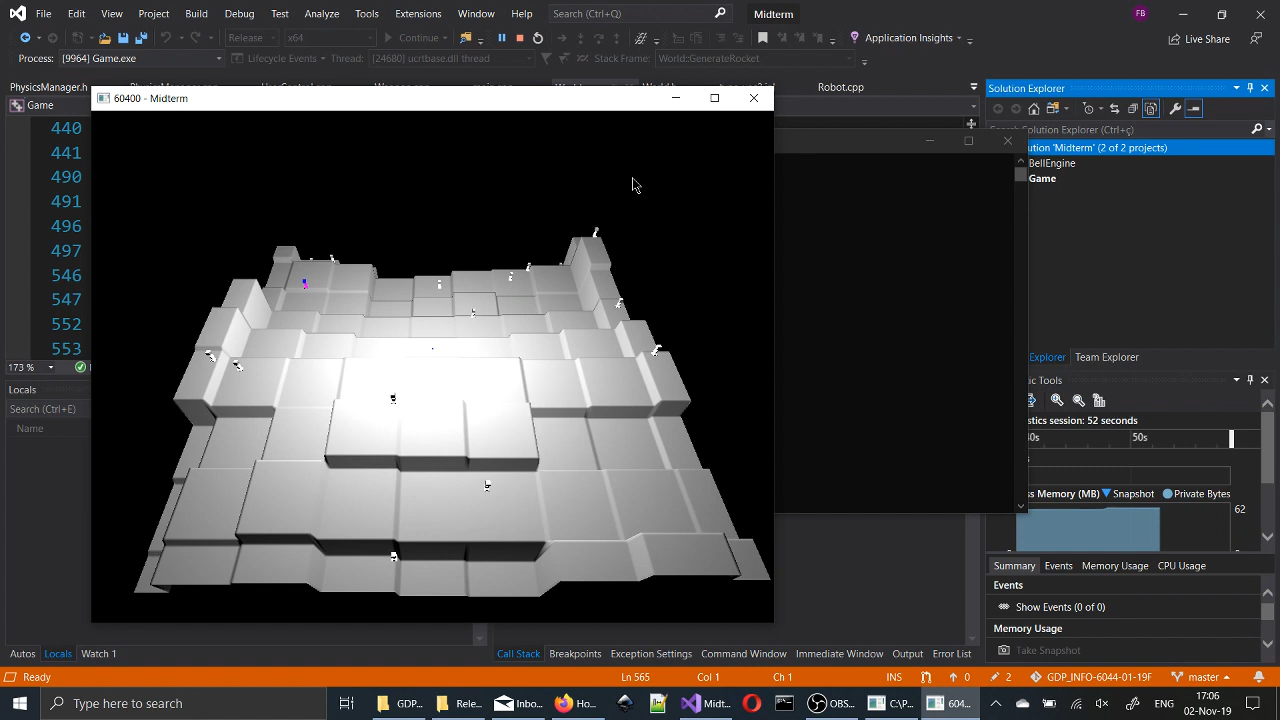 File Edit View Project Build Debug Test Analyze Tools Extensions Window Help Search (Ctrl+Q) Midterm FB
Release x64 Continue Application Insights Live Share
Process: [9964] Game.exe Lifecycle Events Thread: [24680] ucrtbase.dll thread Stack Frame: World::GenerateRocket
PhysicsManager.h Robot.cpp Solution Explorer
60400 - Midterm
Game
Search Solution Explorer (Ctrl+ç)
ution 'Midterm' (2 of 2 projects)
BellEngine
Game
440
441
490
491
496
497
546
547
552
553
173 %
Explorer Team Explorer
Locals
ic Tools
Search (Ctrl+E)
Name
stics session: 52 seconds
50s
s Memory (MB) Snapshot Private Bytes
62
Summary Events Memory Usage CPU Usage
Events
Show Events (0 of 0)
Memory Usage
Take Snapshot
Autos Locals Watch 1 Call Stack Breakpoints Exception Settings Command Window Immediate Window Output Error List
Ready Ln 565 Col 1 Ch 1 INS 0 2 GDP_INFO-6044-01-19F master
Type here to search GDP... Rele... Inbo... Ho... Midt... OBS... C:\P... 604... ENG 17:06
02-Nov-19